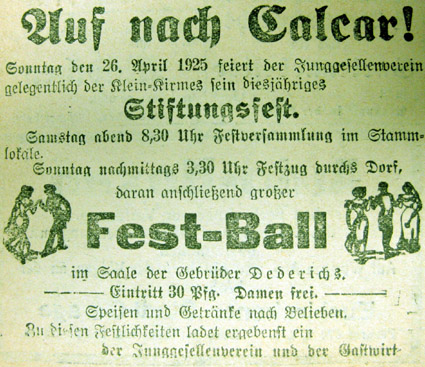 Auf nach Calcar!
Sonntag den 26. April 1925 feiert der Junggesellenverein
gelegentlich der Klein-Kirmes sein diesjähriges
Stiftungsfest.
Samstag abend 8,30 Uhr Festversammlung im Stamm-
lokale.
Sonntag nachmittags 3,30 Uhr Festzug durchs Dorf,
daran anschließend großer
Fest-Ball
im Saale der Gebrüder Dederichs.
Eintritt 30 Pfg. Damen frei.
Speisen und Getränke nach Belieben.
Zu diesen Festlichkeiten ladet ergebenst ein
der Junggesellenverein und der Gastwirt